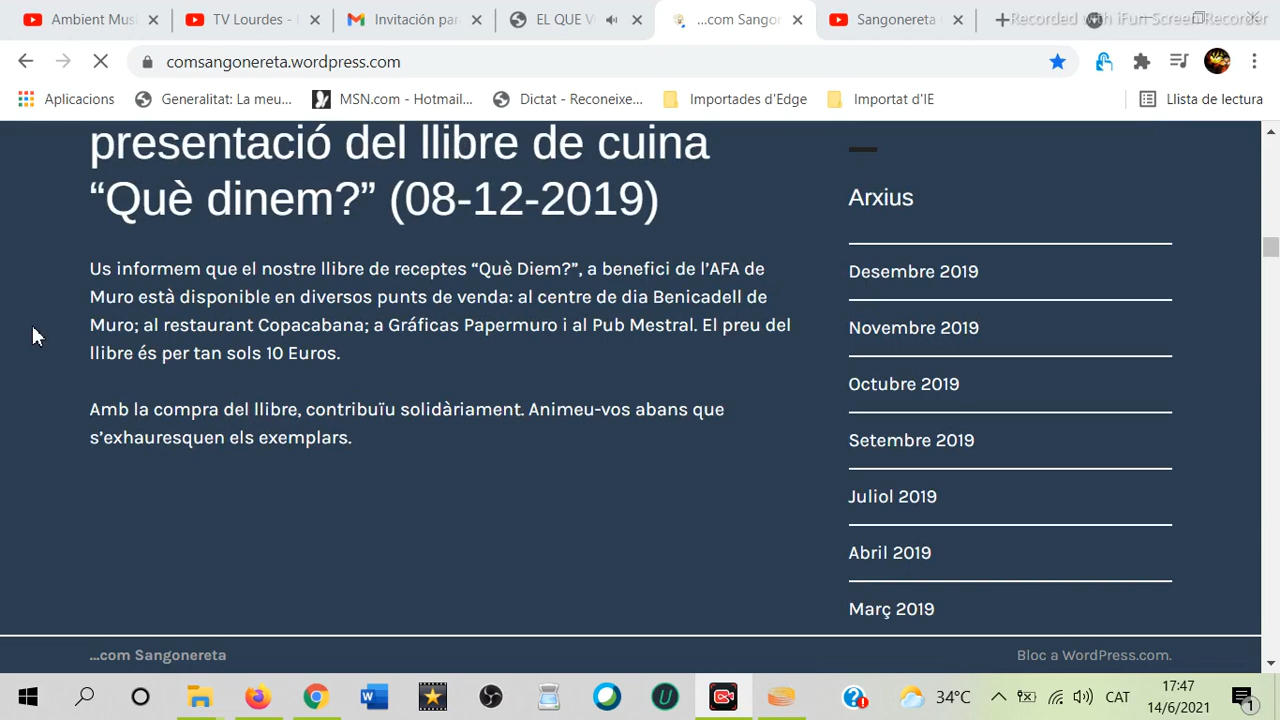 Ambient Mus
TV Lourdes -
Invitación par
EL QUE V
...com Sangon
Sangonereta
Recorded with iFun Screen Recorder
comsangonereta.wordpress.com
Aplicacions
Generalitat: La meu...
MSN.com - Hotmail...
Dictat - Reconeixe...
Importades d'Edge
Importat d'IE
Llista de lectura
presentació del llibre de cuina
“Què dinem?” (08-12-2019)
Us informem que el nostre llibre de receptes “Què Diem?”, a benefici de l’AFA de
Muro està disponible en diversos punts de venda: al centre de dia Benicadell de
Muro; al restaurant Copacabana; a Gráficas Papermuro i al Pub Mestral. El preu del
llibre és per tan sols 10 Euros.
Amb la compra del llibre, contribuïu solidàriament. Animeu-vos abans que
s’exhauresquen els exemplars.
Arxius
Desembre 2019
Novembre 2019
Octubre 2019
Setembre 2019
Juliol 2019
Abril 2019
Març 2019
...com Sangonereta
Bloc a WordPress.com.
34°C
CAT
17:47
14/6/2021
1